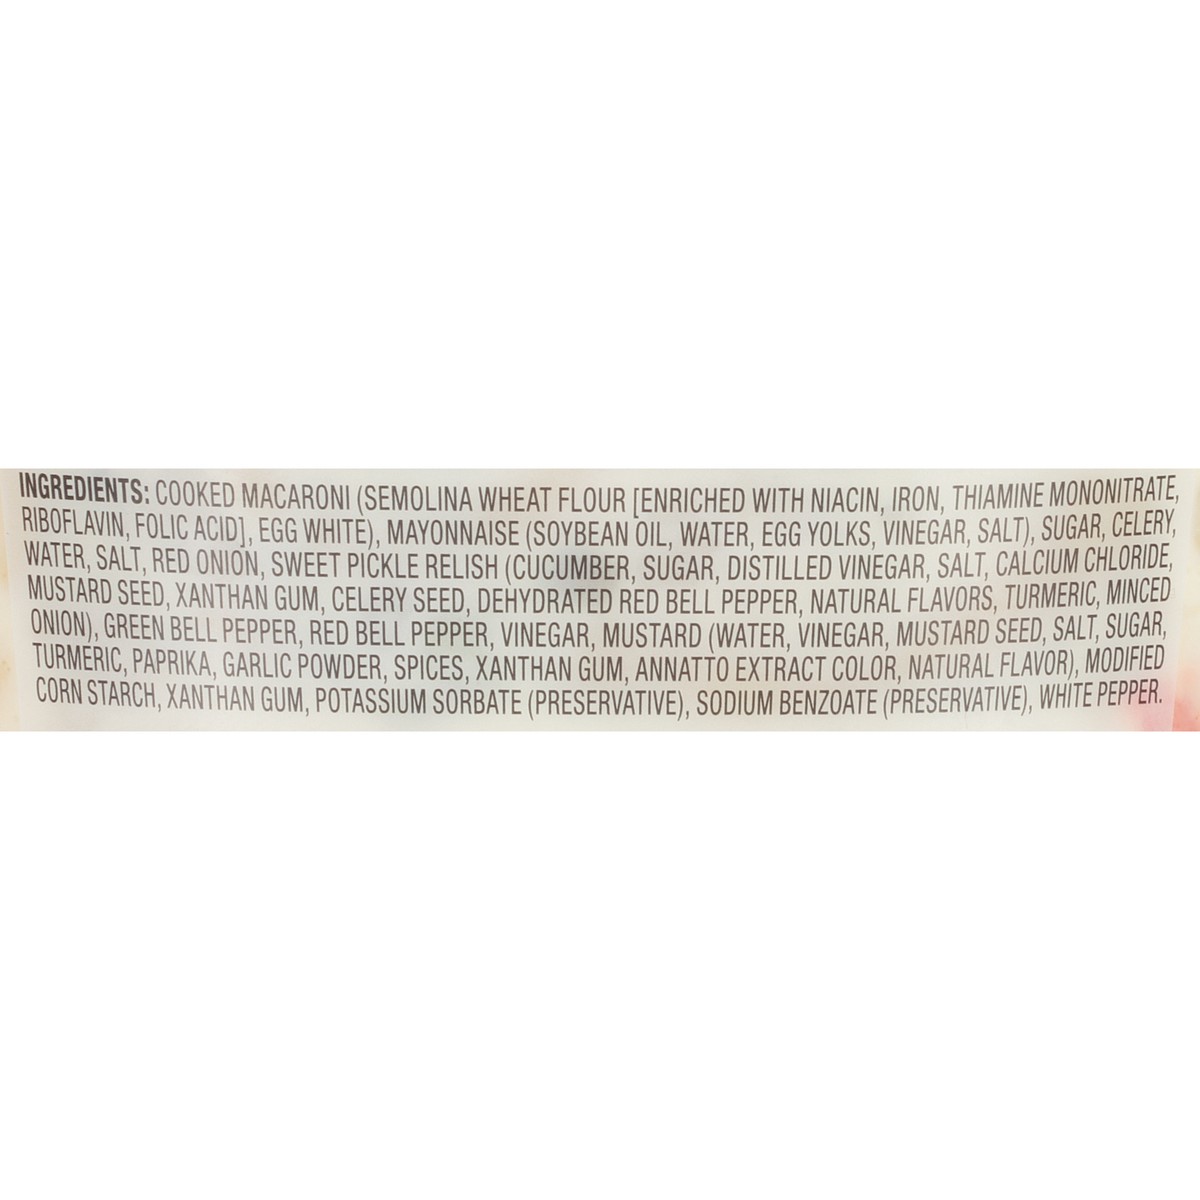 INGREDIENTS: COOKED MACARONI (SEMOLINA WHEAT FLOUR [ENRICHED WITH NIACIN, IRON, THIAMINE MONONITRATE,
RIBOFLAVIN, FOLIC ACID], EGG WHITE), MAYONNAISE (SOYBEAN OIL, WATER, EGG YOLKS, VINEGAR, SALT), SUGAR, CELERY,
WATER, SALT, RED ONION, SWEET PICKLE RELISH (CUCUMBER, SUGAR, DISTILLED VINEGAR, SALT, CALCIUM CHLORIDE,
MUSTARD SEED, XANTHAN GUM, CELERY SEED, DEHYDRATED RED BELL PEPPER, NATURAL FLAVORS, TURMERIC, MINCED
ONION), GREEN BELL PEPPER, RED BELL PEPPER, VINEGAR, MUSTARD (WATER, VINEGAR, MUSTARD SEED, SALT, SUGAR,
TURMERIC, PAPRIKA, GARLIC POWDER, SPICES, XANTHAN GUM, ANNATTO EXTRACT COLOR, NATURAL FLAVOR), MODIFIED
CORN STARCH, XANTHAN GUM, POTASSIUM SORBATE (PRESERVATIVE), SODIUM BENZOATE (PRESERVATIVE), WHITE PEPPER.